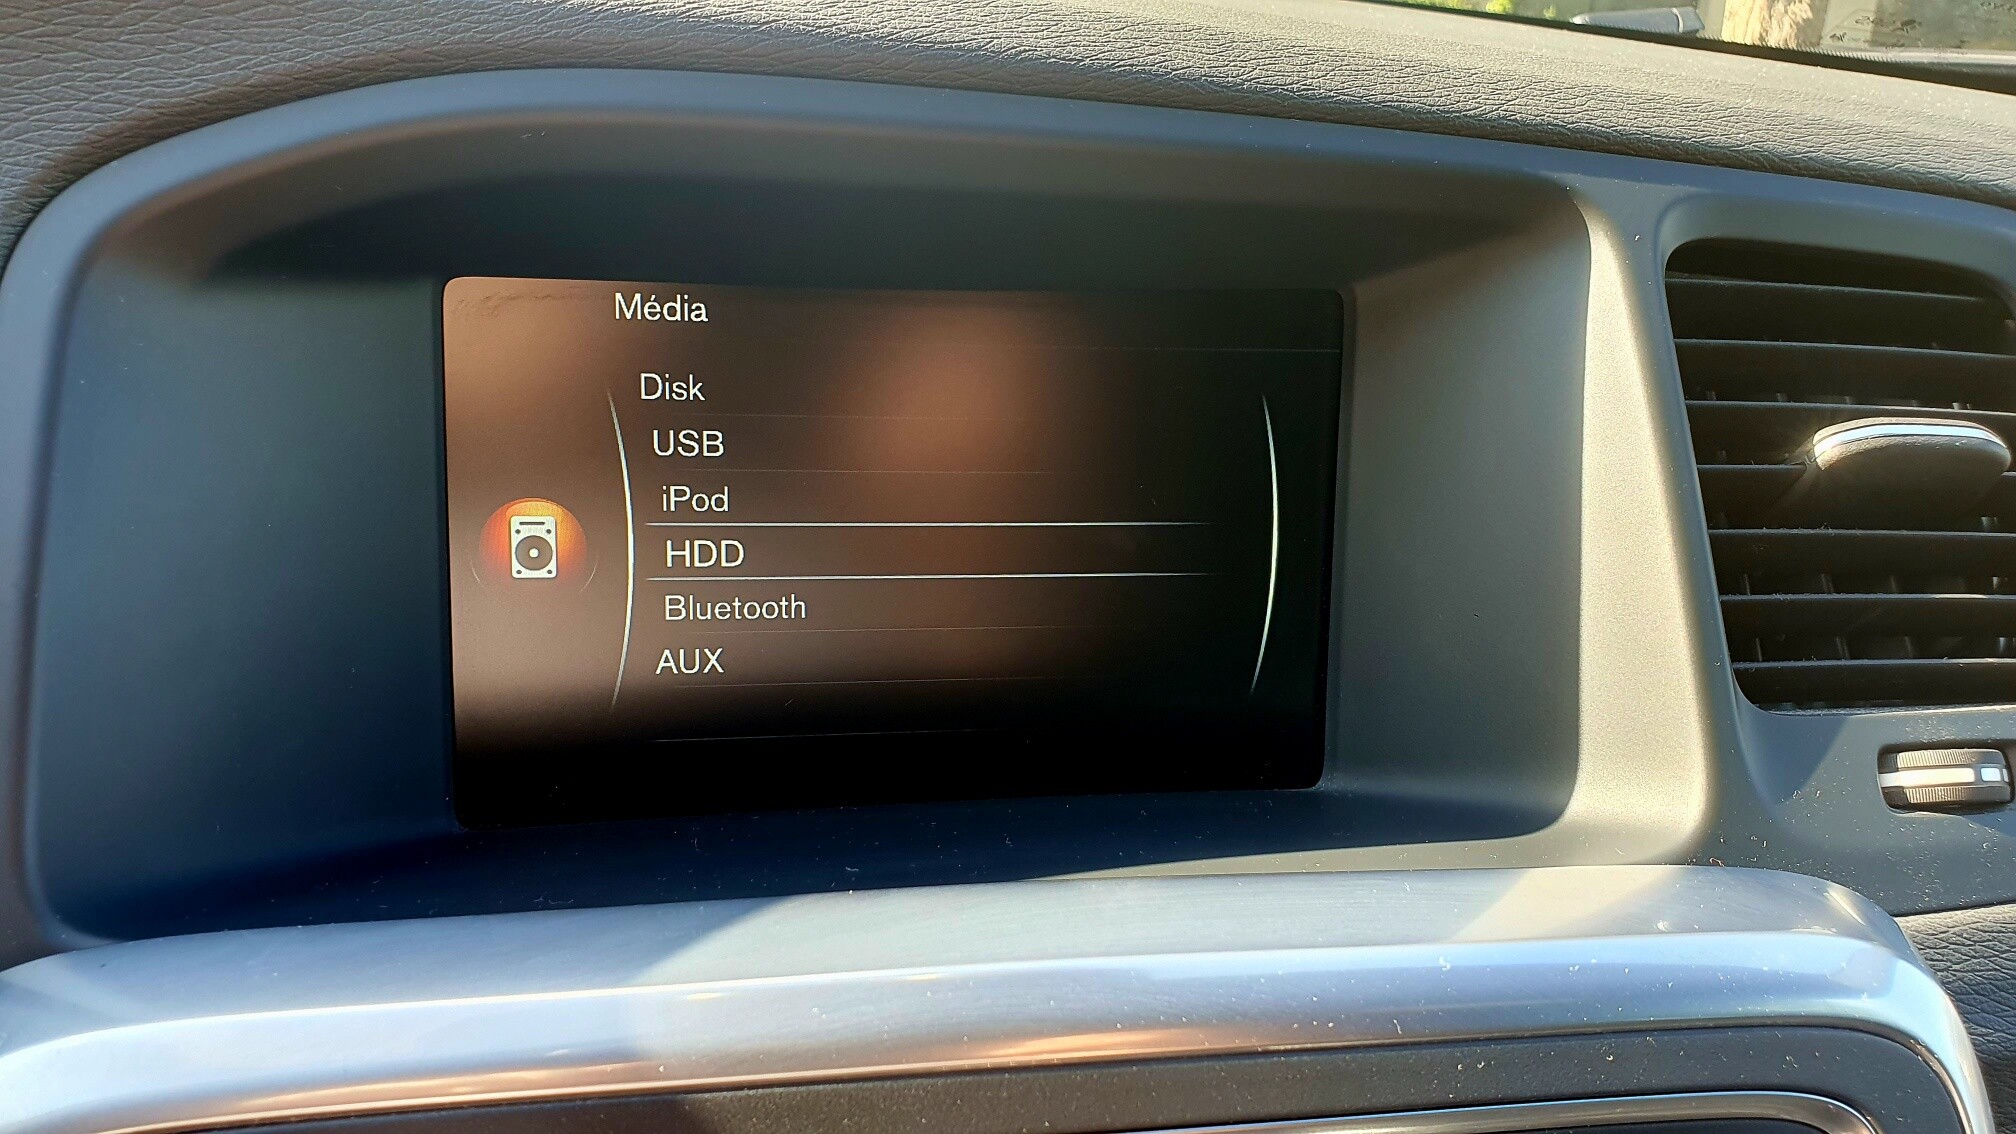 Média
Disk
USB
iPod
HDD
Bluetooth
AUX